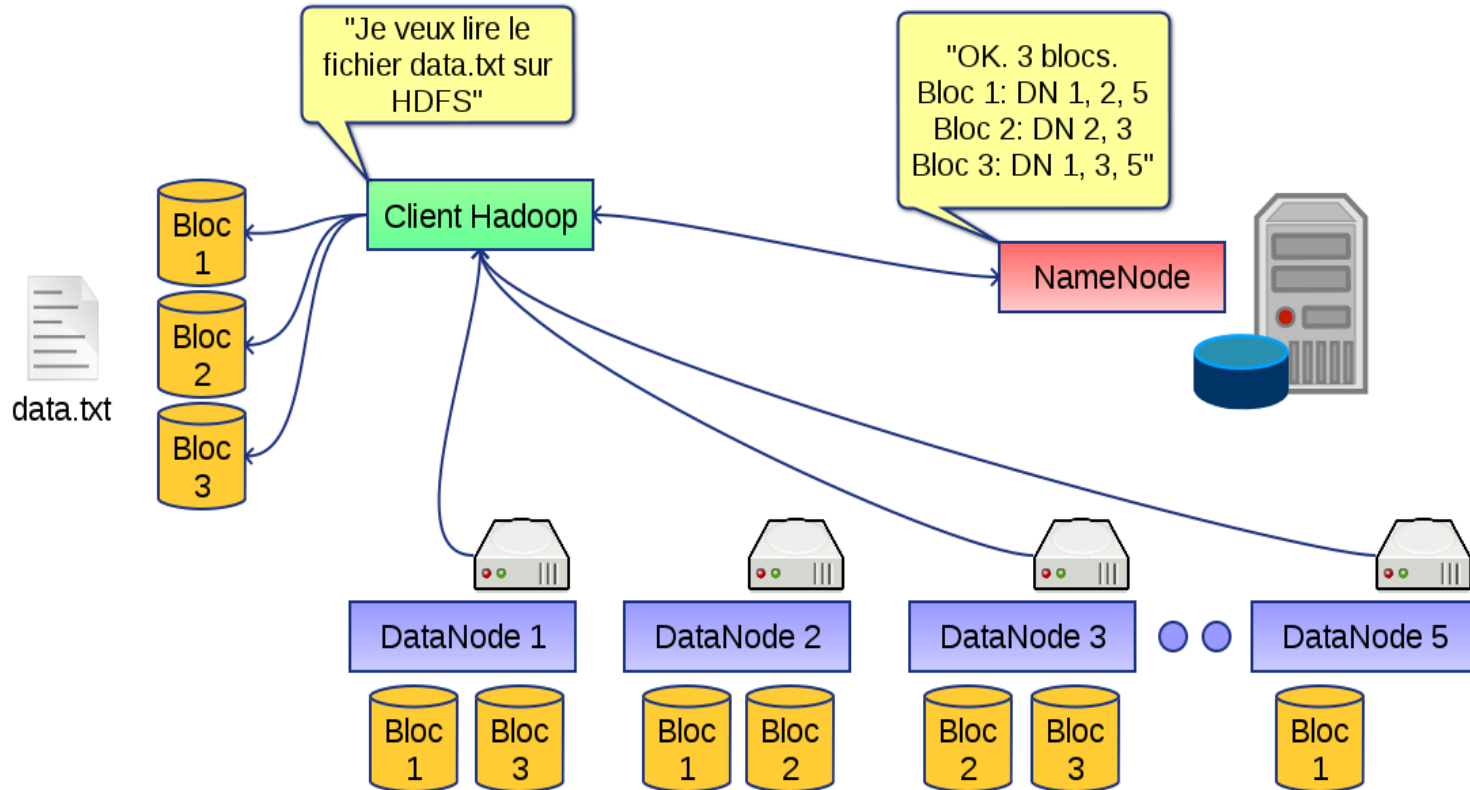 "Je veux lire le
fichier data.txt sur
HDFS"
"OK. 3 blocs.
Bloc 1: DN 1, 2, 5
Bloc 2: DN 2, 3
Bloc 3: DN 1, 3, 5"
Client Hadoop
NameNode
Bloc
1
Bloc
2
Bloc
3
data.txt
DataNode 1
DataNode 2
DataNode 3
DataNode 5
Bloc
1
Bloc
3
Bloc
1
Bloc
2
Bloc
2
Bloc
3
Bloc
1